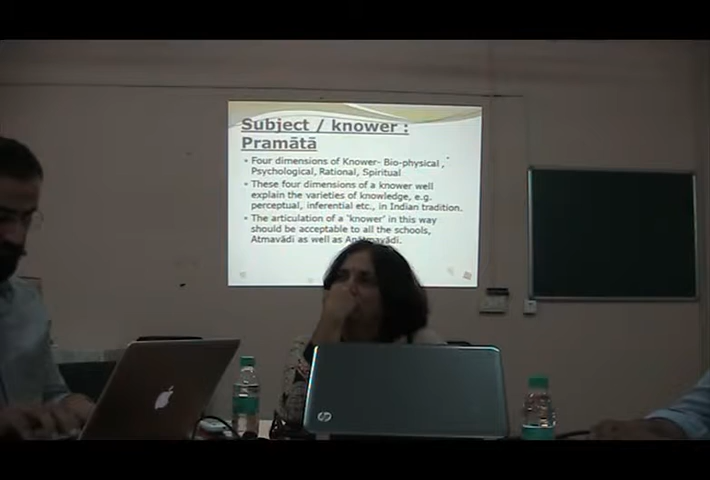 Subject / knower :
Pramātā
• Four dimensions of Knower- Bio-physical ,
Psychological, Rational, Spiritual
• These four dimensions of a knower well
explain the varieties of knowledge, e.g.
perceptual, inferential etc., in Indian tradition.
• The articulation of a 'knower' in this way
should be acceptable to all the schools,
Atmavādi as well as Anātmavādi.
hp